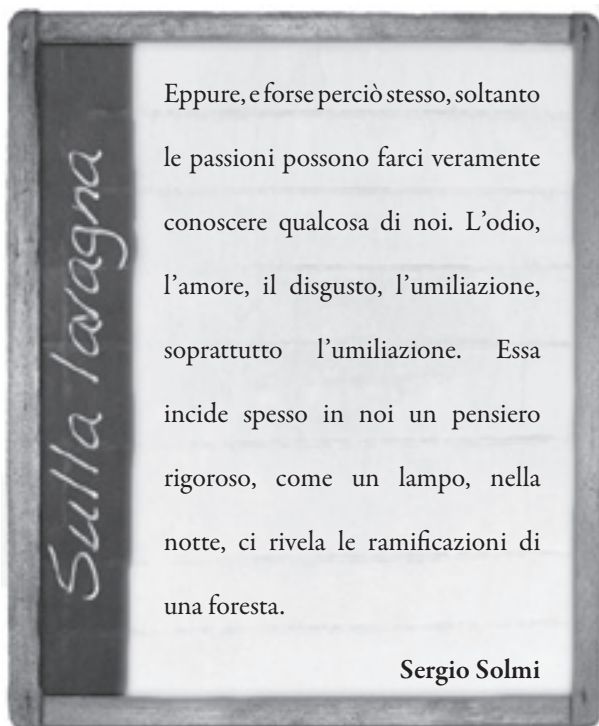 Sulla lavagna
Eppure, e forse perciò stesso, soltanto
le passioni possono farci veramente
conoscere qualcosa di noi. L’odio,
l’amore, il disgusto, l’umiliazione,
soprattutto l’umiliazione. Essa
incide spesso in noi un pensiero
rigoroso, come un lampo, nella
notte, ci rivela le ramificazioni di
una foresta.
Sergio Solmi